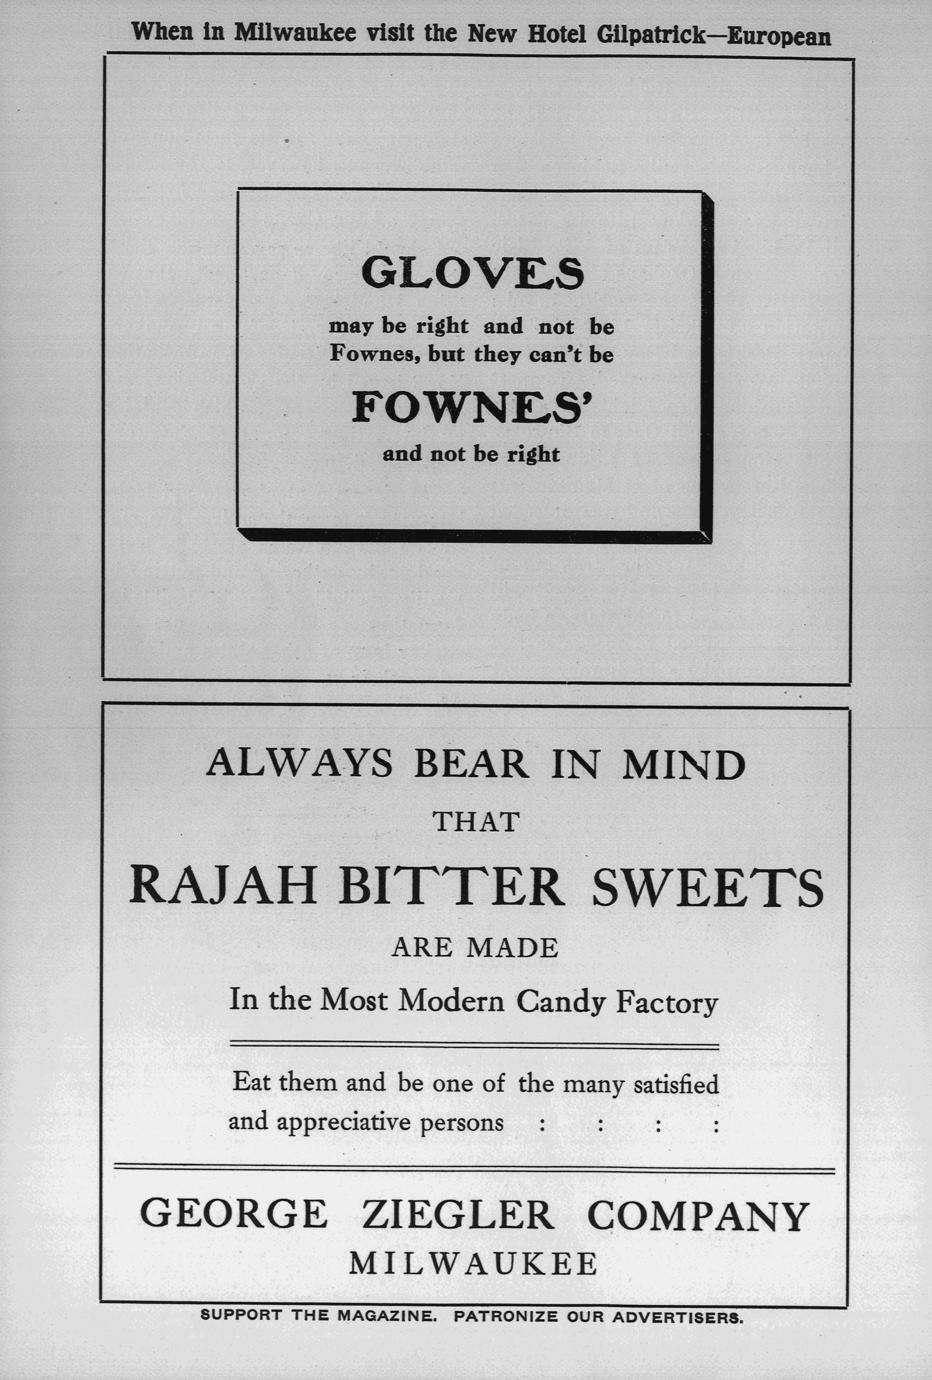 When in Milwaukee visit the New Hotel Gilpatrick—European
GLOVES
may be right and not be
Fownes, but they can't be
FOWNES'
and not be right
ALWAYS BEAR IN MIND
THAT
RAJAH BITTER SWEETS
ARE MADE
In the Most Modern Candy Factory
Eat them and be one of the many satisfied
and appreciative persons : : : :
GEORGE ZIEGLER COMPANY
MILWAUKEE
SUPPORT THE MAGAZINE. PATRONIZE OUR ADVERTISERS.